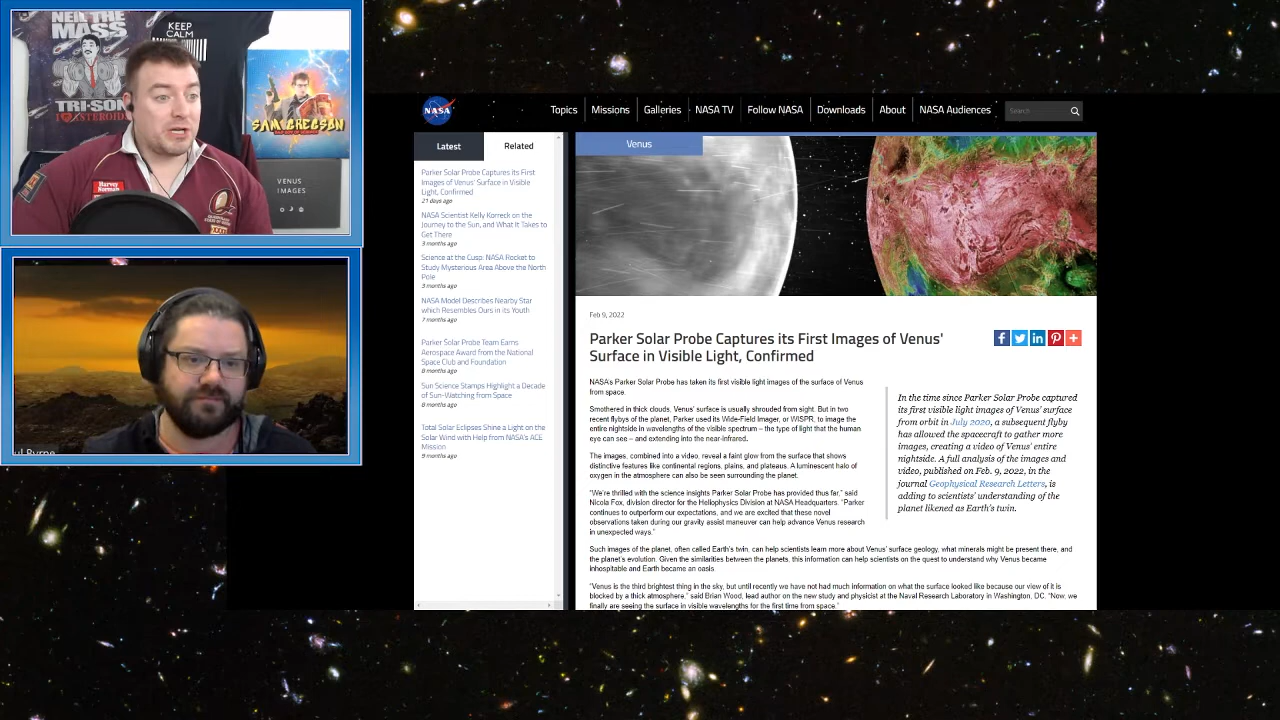 NEIL THE
MASS
TRI-SON
I ASTEROIDS
KEEP
CALM
SAM GREGSON
Harvey
Norman
VENUS
IMAGES
ul Byrne
NASA
Topics
Missions
Galleries
NASA TV
Follow NASA
Downloads
About
NASA Audiences
Search
Latest
Related
Parker Solar Probe Captures its First
Images of Venus' Surface in Visible
Light, Confirmed
21 days ago
NASA Scientist Kelly Korreck on the
Journey to the Sun, and What It Takes to
Get There
3 months ago
Science at the Cusp: NASA Rocket to
Study Mysterious Area Above the North
Pole
3 months ago
NASA Model Describes Nearby Star
which Resembles Ours in its Youth
7 months ago
Parker Solar Probe Team Earns
Aerospace Award from the National
Space Club and Foundation
8 months ago
Sun Science Stamps Highlight a Decade
of Sun-Watching from Space
8 months ago
Total Solar Eclipses Shine a Light on the
Solar Wind with Help from NASA's ACE
Mission
9 months ago
Venus
Feb 9, 2022
Parker Solar Probe Captures its First Images of Venus'
Surface in Visible Light, Confirmed
NASA's Parker Solar Probe has taken its first visible light images of the surface of Venus
from space.
Smothered in thick clouds, Venus' surface is usually shrouded from sight. But in two
recent flybys of the planet, Parker used its Wide-Field Imager, or WISPR, to image the
entire nightside in wavelengths of the visible spectrum – the type of light that the human
eye can see – and extending into the near-infrared.
The images, combined into a video, reveal a faint glow from the surface that shows
distinctive features like continental regions, plains, and plateaus. A luminescent halo of
oxygen in the atmosphere can also be seen surrounding the planet.
"We're thrilled with the science insights Parker Solar Probe has provided thus far," said
Nicola Fox, division director for the Heliophysics Division at NASA Headquarters. "Parker
continues to outperform our expectations, and we are excited that these novel
observations taken during our gravity assist maneuver can help advance Venus research
in unexpected ways."
In the time since Parker Solar Probe captured
its first visible light images of Venus' surface
from orbit in July 2020, a subsequent flyby
has allowed the spacecraft to gather more
images, creating a video of Venus' entire
nightside. A full analysis of the images and
video, published on Feb. 9, 2022, in the
journal Geophysical Research Letters, is
adding to scientists' understanding of the
planet likened as Earth's twin.
Such images of the planet, often called Earth's twin, can help scientists learn more about Venus' surface geology, what minerals might be present there, and
the planet's evolution. Given the similarities between the planets, this information can help scientists on the quest to understand why Venus became
inhospitable and Earth became an oasis.
"Venus is the third brightest thing in the sky, but until recently we have not had much information on what the surface looked like because our view of it is
blocked by a thick atmosphere," said Brian Wood, lead author on the new study and physicist at the Naval Research Laboratory in Washington, DC. "Now, we
finally are seeing the surface in visible wavelengths for the first time from space."